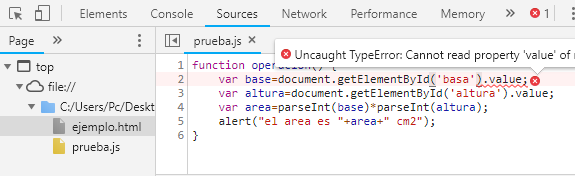 Elements Console Sources Network » 1
Page » prueba.js ×
Uncaught TypeError: Cannot read property 'value' of
top
file://
C:/Users/Pc/Deskt
ejemplo.html
prueba.js
1 function operacion() {
2 var base=document.getElementById('basa').value;
3 var altura=document.getElementById('altura').value;
4 var area=parseInt(base)*parseInt(altura);
5 alert("el area es "+area+" cm2");
6 }